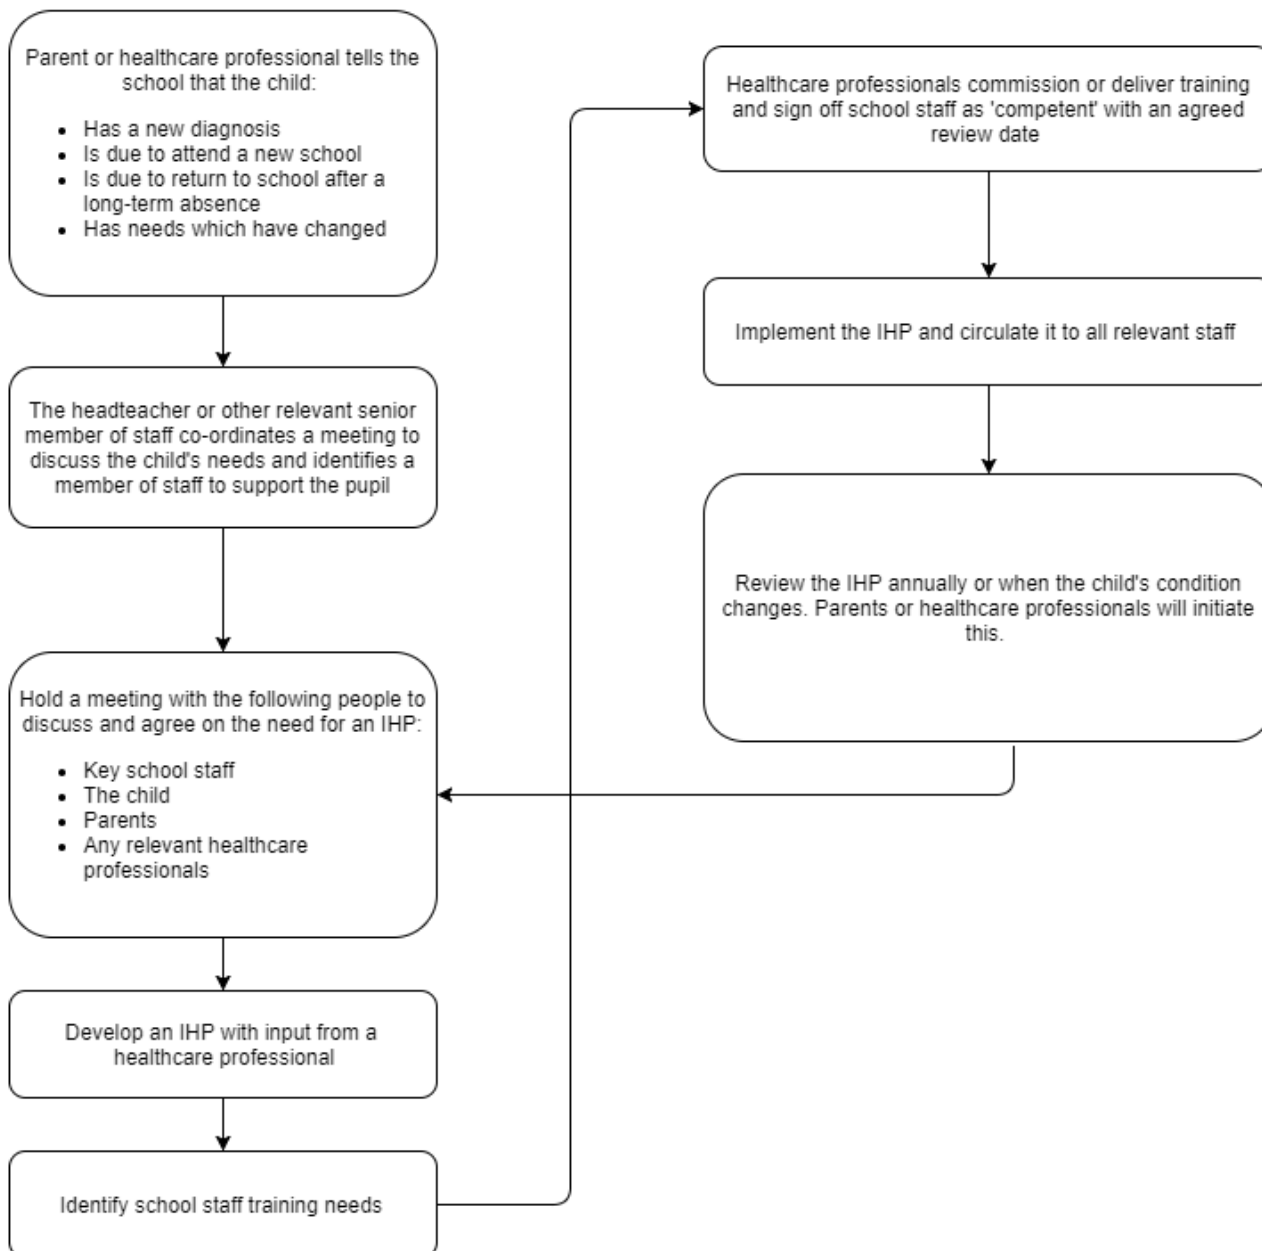 Parent or healthcare professional tells the
school that the child:
• Has a new diagnosis
• Is due to attend a new school
• Is due to return to school after a
long-term absence
• Has needs which have changed
The headteacher or other relevant senior
member of staff co-ordinates a meeting to
discuss the child's needs and identifies a
member of staff to support the pupil
Hold a meeting with the following people to
discuss and agree on the need for an IHP:
• Key school staff
• The child
• Parents
• Any relevant healthcare
professionals
Develop an IHP with input from a
healthcare professional
Identify school staff training needs
Healthcare professionals commission or deliver training
and sign off school staff as 'competent' with an agreed
review date
Implement the IHP and circulate it to all relevant staff
Review the IHP annually or when the child's condition
changes. Parents or healthcare professionals will initiate
this.